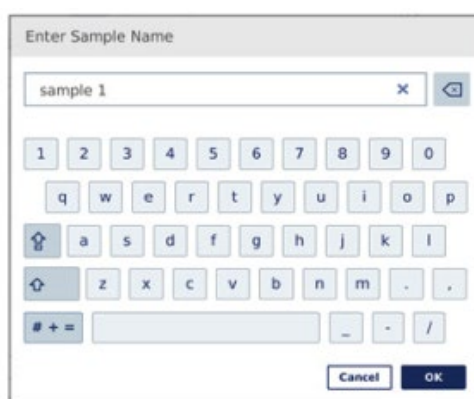 Enter Sample Name
sample 1
1 2 3 4 5 6 7 8 9 0
q w e r t y u i o p
a s d f g h j k l
z x c v b n m . ,
# + = _ - /
Cancel OK